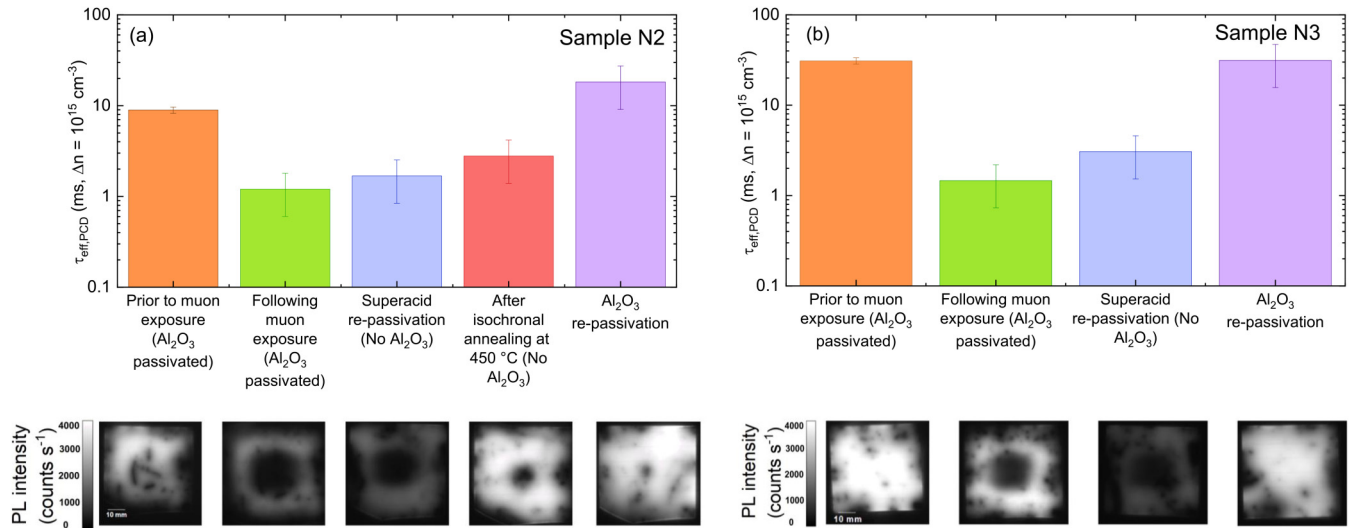 (a)
Sample N2
τeff,PCD (ms, Δn = 10¹⁵ cm⁻³)
100
10
1
0.1
Prior to muon
exposure
(Al₂O₃
passivated)
Following
muon
exposure
(Al₂O₃
passivated)
Superacid
re-passivation
(No Al₂O₃)
After
isochronal
annealing at
450 °C (No
Al₂O₃)
Al₂O₃
re-passivation
(b)
Sample N3
τeff,PCD (ms, Δn = 10¹⁵ cm⁻³)
100
10
1
0.1
Prior to muon
exposure (Al₂O₃
passivated)
Following muon
exposure (Al₂O₃
passivated)
Superacid
re-passivation (No
Al₂O₃)
Al₂O₃
re-passivation
PL intensity
(counts s⁻¹)
4000
3000
2000
1000
0
10 mm
PL intensity
(counts s⁻¹)
4000
3000
2000
1000
0
10 mm